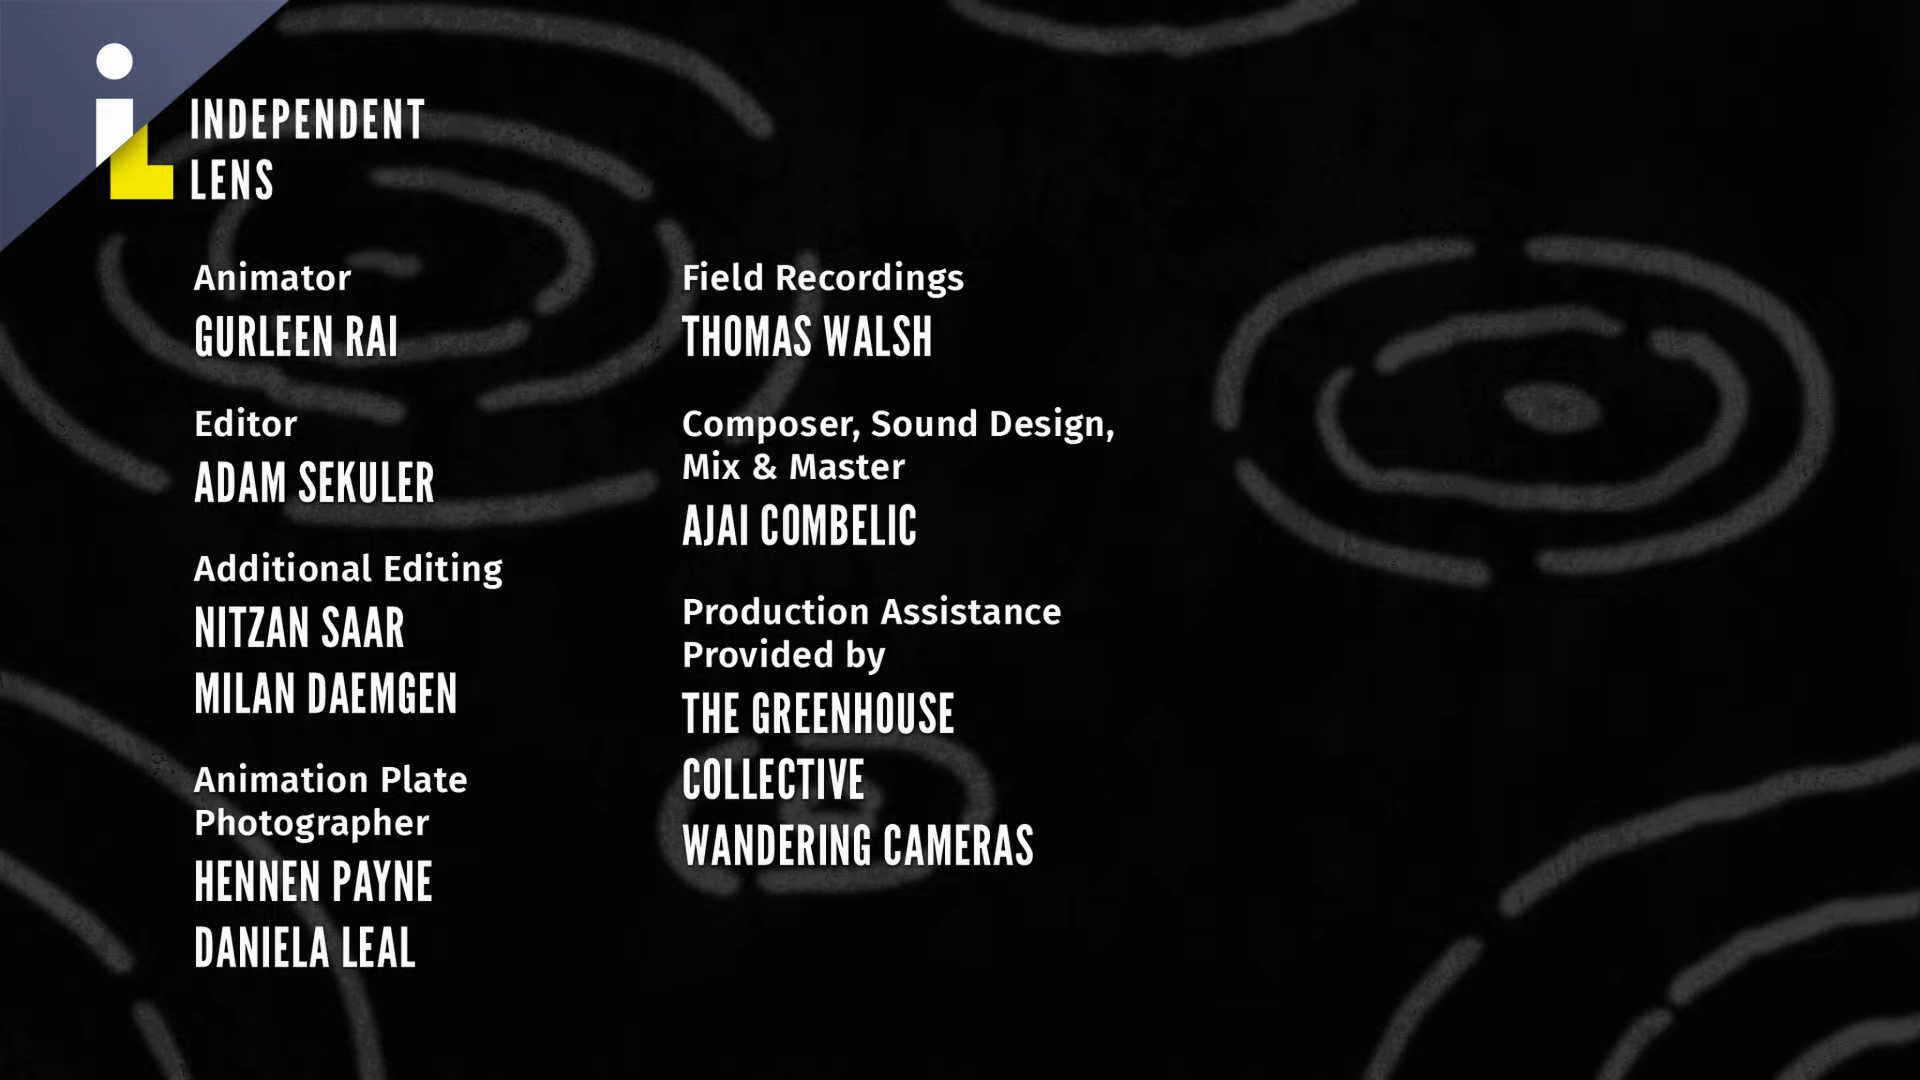 INDEPENDENT
LENS
Animator
GURLEEN RAI
Editor
ADAM SEKULER
Additional Editing
NITZAN SAAR
MILAN DAEMGEN
Animation Plate
Photographer
HENNEN PAYNE
DANIELA LEAL
Field Recordings
THOMAS WALSH
Composer, Sound Design,
Mix & Master
AJAI COMBELIC
Production Assistance
Provided by
THE GREENHOUSE
COLLECTIVE
WANDERING CAMERAS